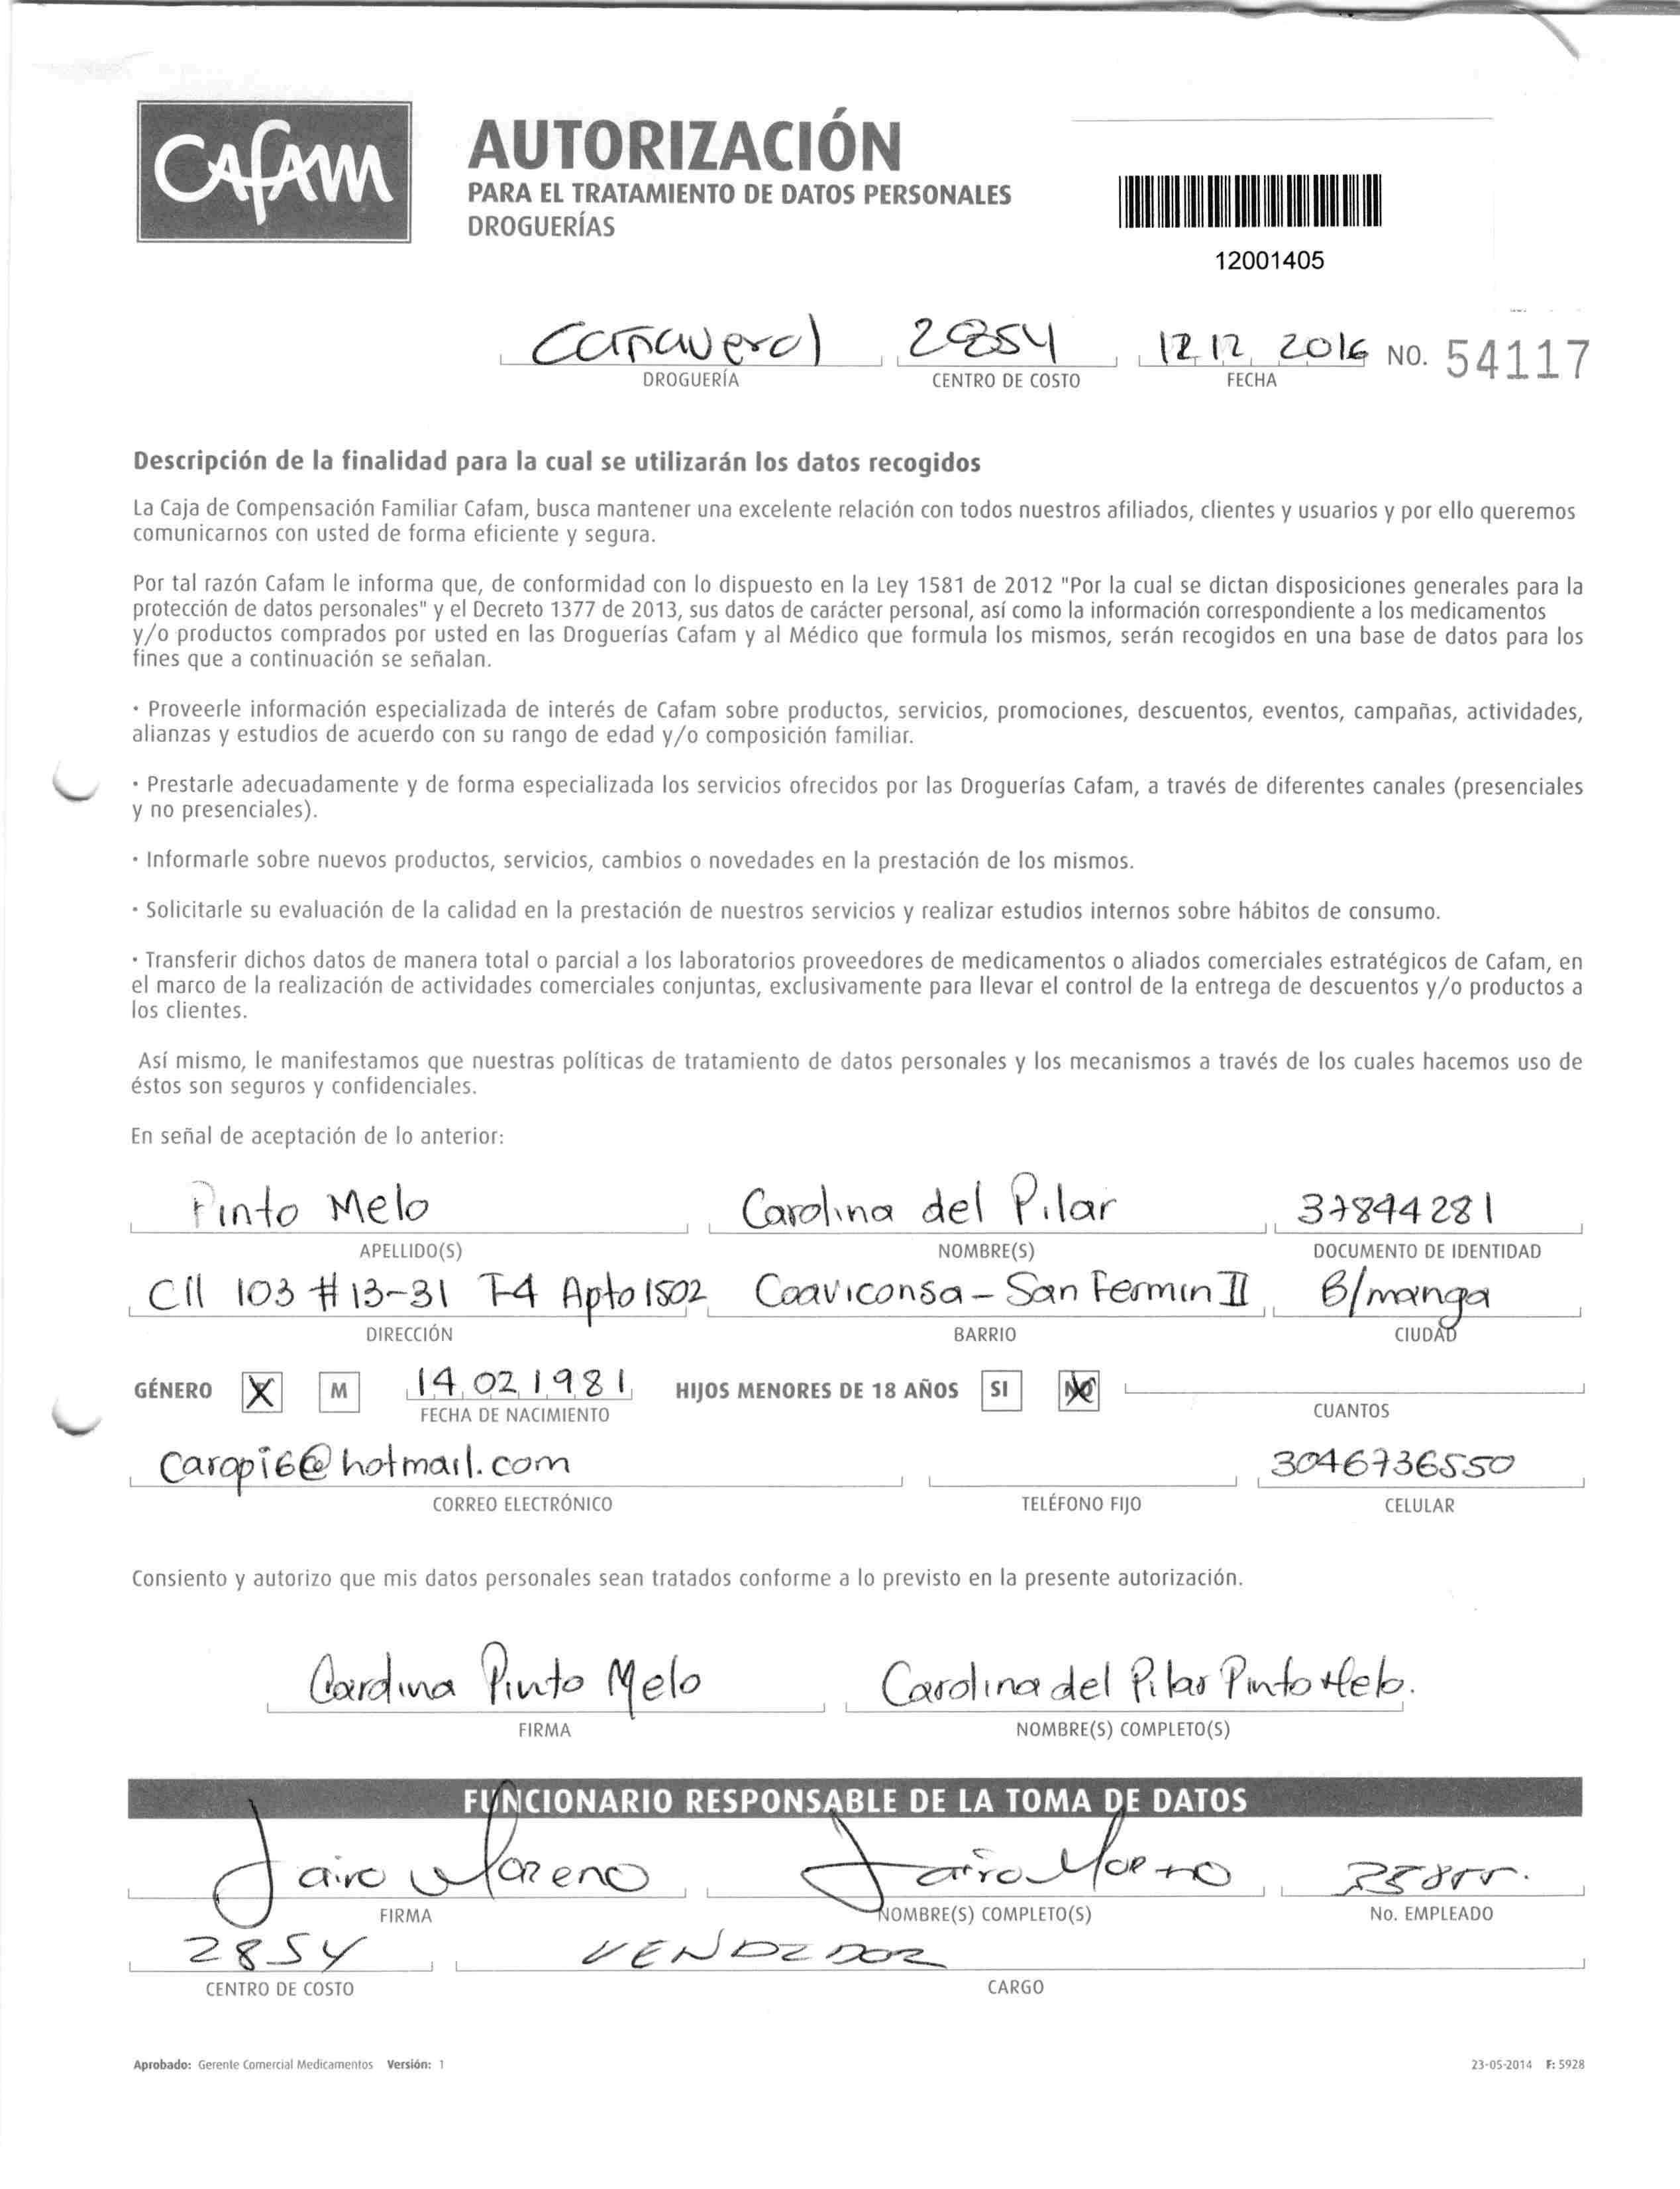 CAFAM
AUTORIZACIÓN
PARA EL TRATAMIENTO DE DATOS PERSONALES
DROGUERÍAS
12001405
Cañaveral 2854 12 12 2016 NO. 54117
DROGUERÍA CENTRO DE COSTO FECHA
Descripción de la finalidad para la cual se utilizarán los datos recogidos
La Caja de Compensación Familiar Cafam, busca mantener una excelente relación con todos nuestros afiliados, clientes y usuarios y por ello queremos
comunicarnos con usted de forma eficiente y segura.
Por tal razón Cafam le informa que, de conformidad con lo dispuesto en la Ley 1581 de 2012 "Por la cual se dictan disposiciones generales para la
protección de datos personales" y el Decreto 1377 de 2013, sus datos de carácter personal, así como la información correspondiente a los medicamentos
y/o productos comprados por usted en las Droguerías Cafam y al Médico que formula los mismos, serán recogidos en una base de datos para los
fines que a continuación se señalan.
· Proveerle información especializada de interés de Cafam sobre productos, servicios, promociones, descuentos, eventos, campañas, actividades,
alianzas y estudios de acuerdo con su rango de edad y/o composición familiar.
· Prestarle adecuadamente y de forma especializada los servicios ofrecidos por las Droguerías Cafam, a través de diferentes canales (presenciales
y no presenciales).
· Informarle sobre nuevos productos, servicios, cambios o novedades en la prestación de los mismos.
· Solicitarle su evaluación de la calidad en la prestación de nuestros servicios y realizar estudios internos sobre hábitos de consumo.
· Transferir dichos datos de manera total o parcial a los laboratorios proveedores de medicamentos o aliados comerciales estratégicos de Cafam, en
el marco de la realización de actividades comerciales conjuntas, exclusivamente para llevar el control de la entrega de descuentos y/o productos a
los clientes.
Así mismo, le manifestamos que nuestras políticas de tratamiento de datos personales y los mecanismos a través de los cuales hacemos uso de
éstos son seguros y confidenciales.
En señal de aceptación de lo anterior:
Pinto Melo Carolina del Pilar 37844281
APELLIDO(S) NOMBRE(S) DOCUMENTO DE IDENTIDAD
Cll 103 # 13-31 T-4 Apto 1502 Coaviconsa - San Fermin II B/manga
DIRECCIÓN BARRIO CIUDAD
GÉNERO X M 14 02 1981 HIJOS MENORES DE 18 AÑOS SI NO
FECHA DE NACIMIENTO CUANTOS
caropi6@hotmail.com 3046736550
CORREO ELECTRÓNICO TELÉFONO FIJO CELULAR
Consiento y autorizo que mis datos personales sean tratados conforme a lo previsto en la presente autorización.
Carolina Pinto Melo Carolina del Pilar Pinto Melo.
FIRMA NOMBRE(S) COMPLETO(S)
FUNCIONARIO RESPONSABLE DE LA TOMA DE DATOS
Jairo Moreno Jairo Moreno
FIRMA NOMBRE(S) COMPLETO(S) No. EMPLEADO
2854 VENDEDOR
CENTRO DE COSTO CARGO
Aprobado: Gerente Comercial Medicamentos Versión: 1 23-05-2014 F: 5928